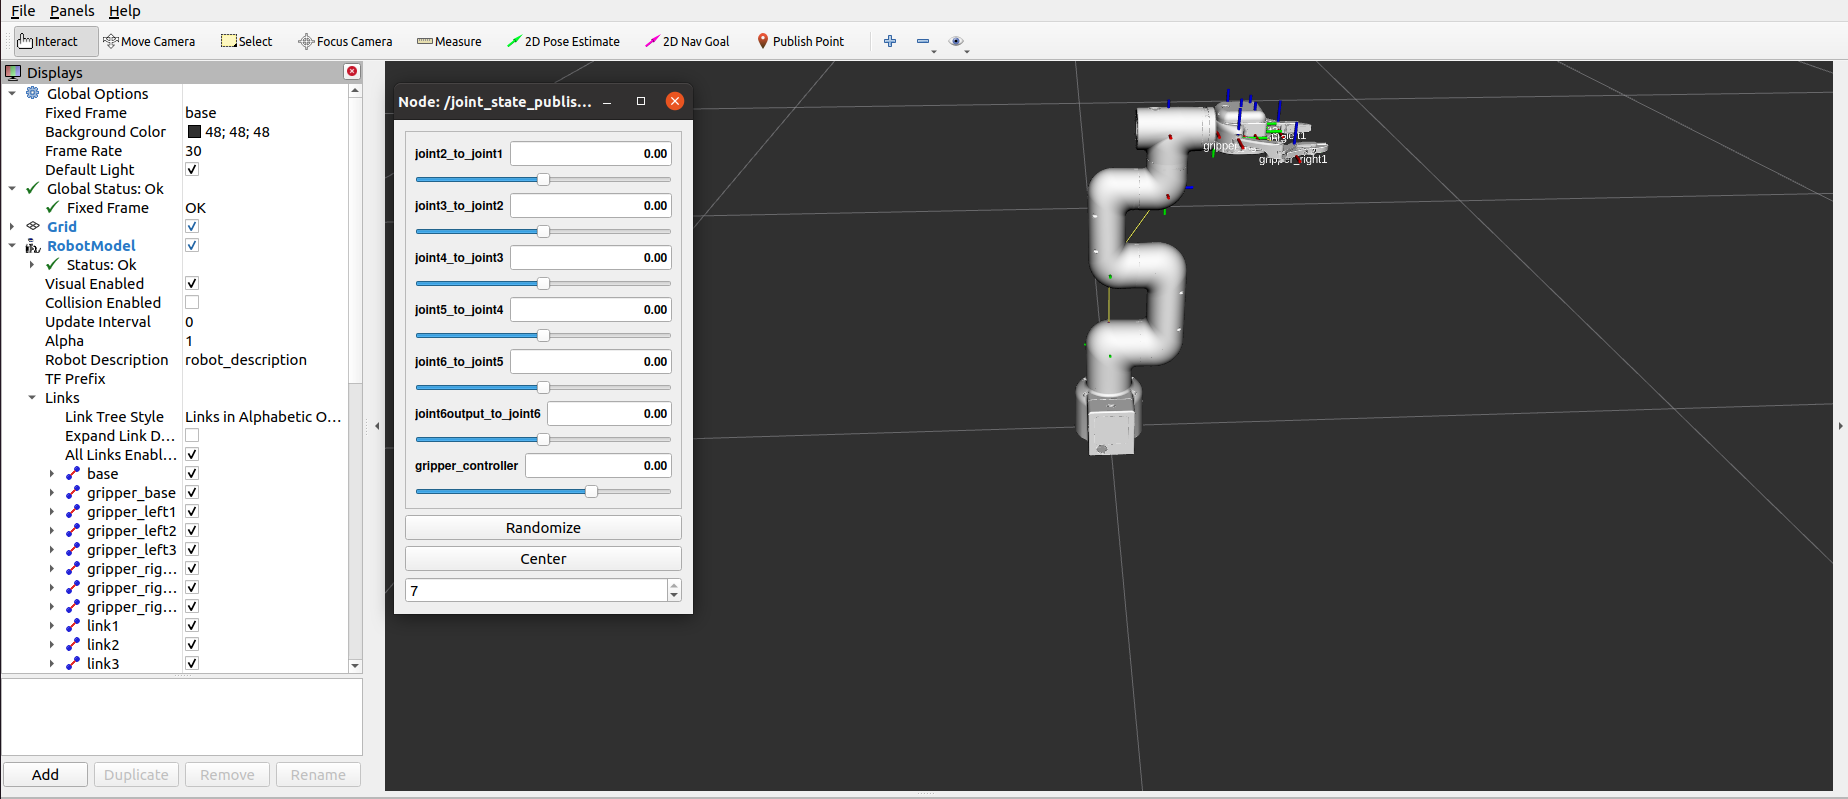 File Panels Help
Interact Move Camera Select Focus Camera Measure 2D Pose Estimate 2D Nav Goal Publish Point
Displays
Global Options
Fixed Frame base
Background Color 48; 48; 48
Frame Rate 30
Default Light
Global Status: Ok
Fixed Frame OK
Grid
RobotModel
Status: Ok
Visual Enabled
Collision Enabled
Update Interval 0
Alpha 1
Robot Description robot_description
TF Prefix
Links
Link Tree Style Links in Alphabetic O...
Expand Link D...
All Links Enabl...
base
gripper_base
gripper_left1
gripper_left2
gripper_left3
gripper_rig...
gripper_rig...
gripper_rig...
link1
link2
link3
Add Duplicate Remove Rename
Node: /joint_state_publis...
joint2_to_joint1 0.00
joint3_to_joint2 0.00
joint4_to_joint3 0.00
joint5_to_joint4 0.00
joint6_to_joint5 0.00
joint6output_to_joint6 0.00
gripper_controller 0.00
Randomize
Center
7
gripper_right1